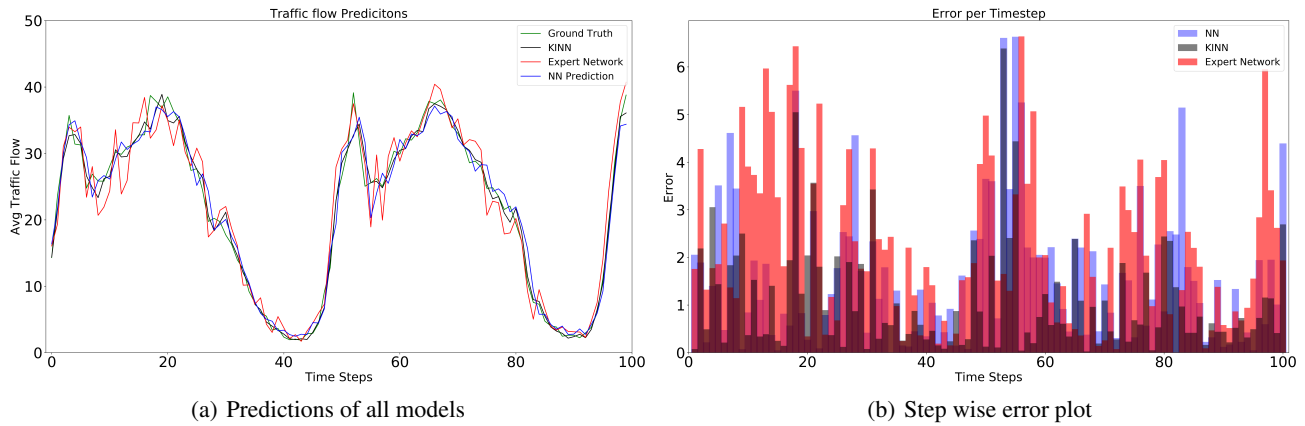 Traffic flow Predicitons
50
40
30
20
10
0
Avg Traffic Flow
Ground Truth
KINN
Expert Network
NN Prediction
0 20 40 60 80 100
Time Steps
(a) Predictions of all models
Error per Timestep
6
5
4
3
2
1
0
Error
NN
KINN
Expert Network
0 20 40 60 80 100
Time Steps
(b) Step wise error plot